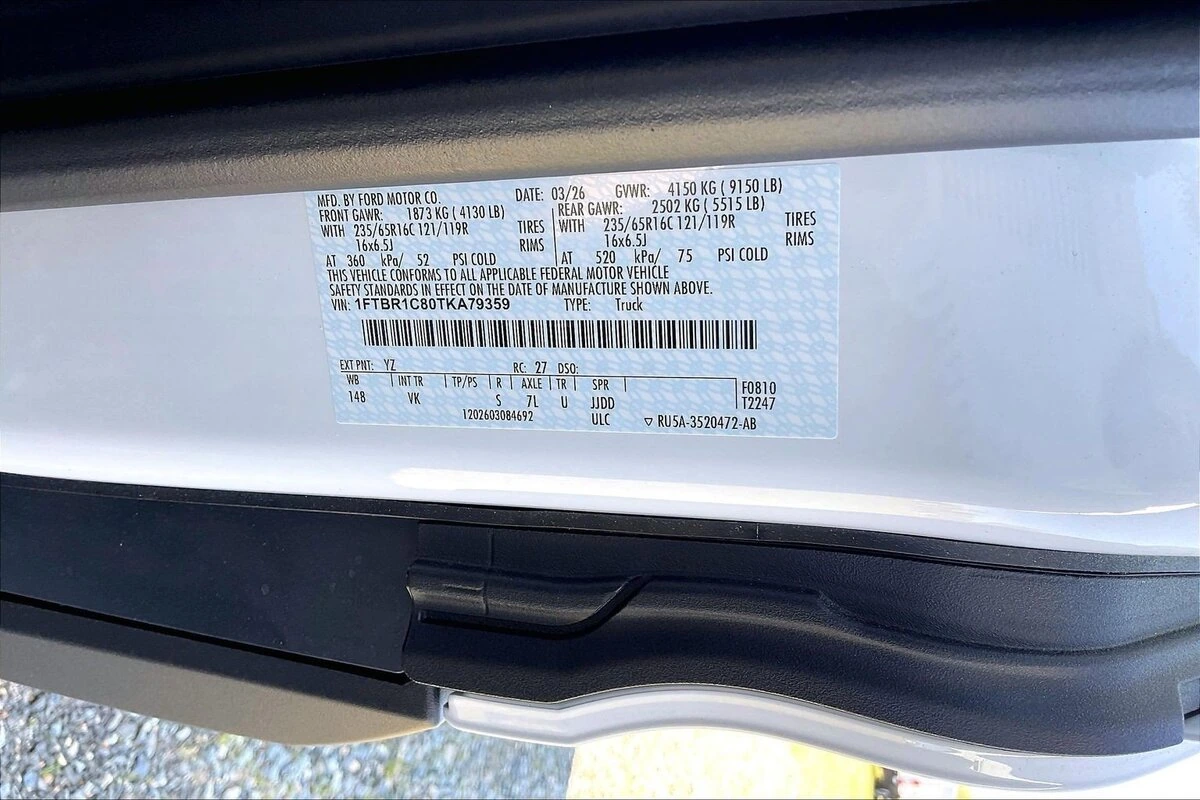 MFD. BY FORD MOTOR CO. DATE: 03/26 GVWR: 4150 KG ( 9150 LB)
FRONT GAWR: 1873 KG ( 4130 LB) REAR GAWR: 2502 KG ( 5515 LB)
WITH 235/65R16C 121/119R TIRES WITH 235/65R16C 121/119R TIRES
16x6.5J RIMS 16x6.5J RIMS
AT 360 kPa/ 52 PSI COLD AT 520 kPa/ 75 PSI COLD
THIS VEHICLE CONFORMS TO ALL APPLICABLE FEDERAL MOTOR VEHICLE
SAFETY STANDARDS IN EFFECT ON THE DATE OF MANUFACTURE SHOWN ABOVE.
VIN: 1FTBR1C80TKA79359 TYPE: Truck
EXT PNT: YZ RC: 27 DSO:
WB INT TR TP/PS R AXLE TR SPR F0810
148 VK S 7L U JJDD T2247
1202603084692 ULC ▽ RU5A-3520472-AB